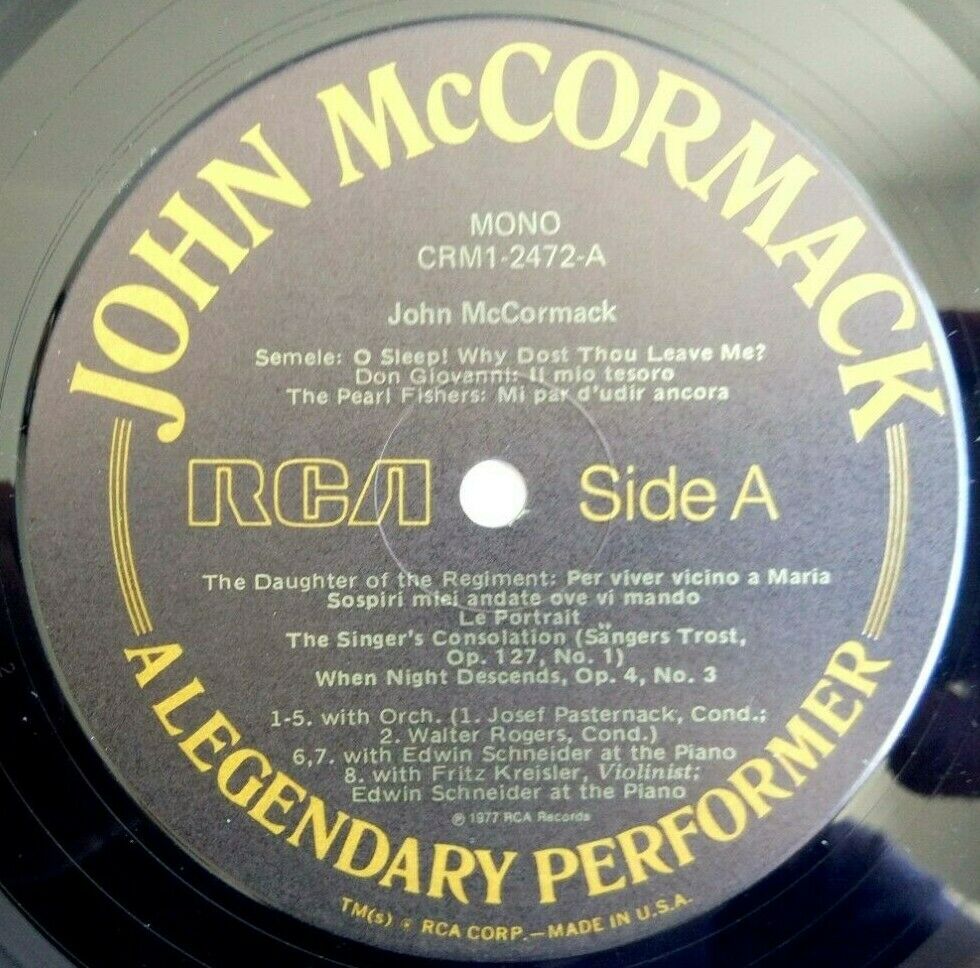 JOHN McCORMACK
MONO
CRM1-2472-A
John McCormack
Semele: O Sleep! Why Dost Thou Leave Me?
Don Giovanni: Il mio tesoro
The Pearl Fishers: Mi par d'udir ancora
RCA Side A
The Daughter of the Regiment: Per viver vicino a Maria
Sospiri miei andate ove vi mando
Le Portrait
The Singer's Consolation (Sängers Trost,
Op. 127, No. 1)
When Night Descends, Op. 4, No. 3
1-5. with Orch. (1. Josef Pasternack, Cond.;
2. Walter Rogers, Cond.)
6,7. with Edwin Schneider at the Piano
8. with Fritz Kreisler, Violinist;
Edwin Schneider at the Piano
℗ 1977 RCA Records
A LEGENDARY PERFORMER
TM(s) ® RCA CORP.—MADE IN U.S.A.
2